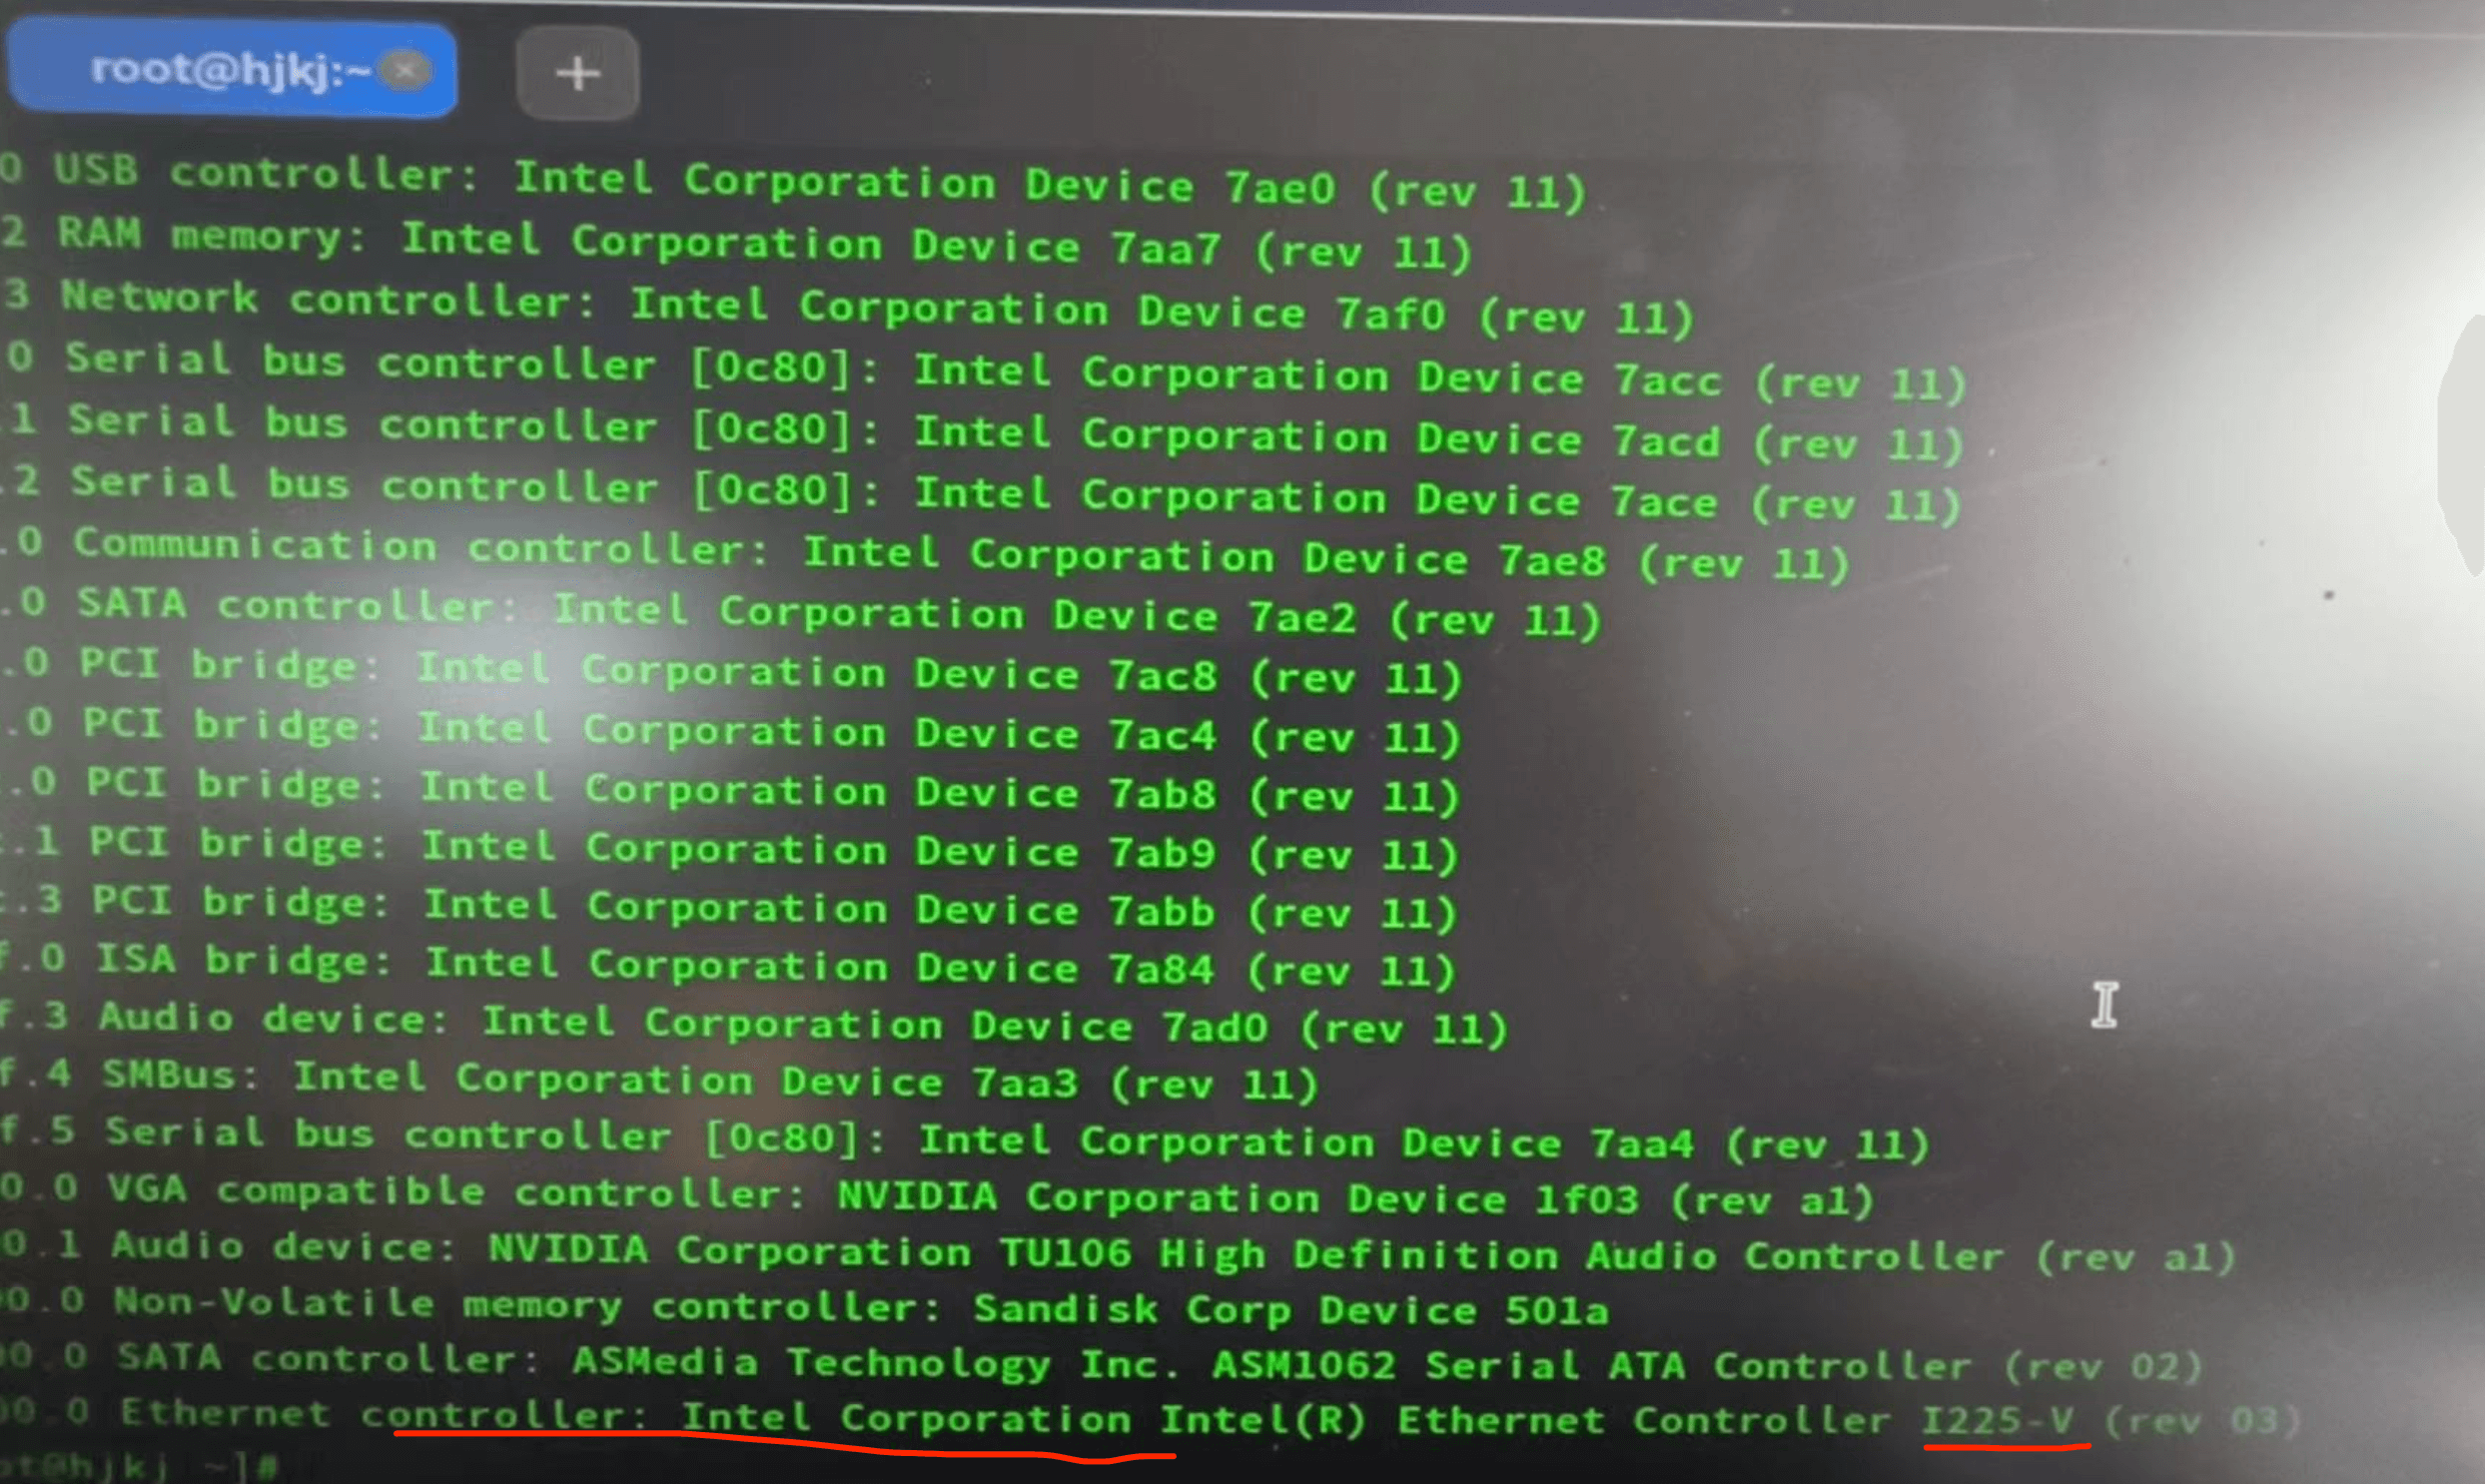 root@hjkj:~ ×
+
0 USB controller: Intel Corporation Device 7ae0 (rev 11)
2 RAM memory: Intel Corporation Device 7aa7 (rev 11)
3 Network controller: Intel Corporation Device 7af0 (rev 11)
0 Serial bus controller [0c80]: Intel Corporation Device 7acc (rev 11)
.1 Serial bus controller [0c80]: Intel Corporation Device 7acd (rev 11)
.2 Serial bus controller [0c80]: Intel Corporation Device 7ace (rev 11)
.0 Communication controller: Intel Corporation Device 7ae8 (rev 11)
.0 SATA controller: Intel Corporation Device 7ae2 (rev 11)
.0 PCI bridge: Intel Corporation Device 7ac8 (rev 11)
.0 PCI bridge: Intel Corporation Device 7ac4 (rev 11)
.0 PCI bridge: Intel Corporation Device 7ab8 (rev 11)
.1 PCI bridge: Intel Corporation Device 7ab9 (rev 11)
.3 PCI bridge: Intel Corporation Device 7abb (rev 11)
f.0 ISA bridge: Intel Corporation Device 7a84 (rev 11)
f.3 Audio device: Intel Corporation Device 7ad0 (rev 11)
f.4 SMBus: Intel Corporation Device 7aa3 (rev 11)
f.5 Serial bus controller [0c80]: Intel Corporation Device 7aa4 (rev 11)
0.0 VGA compatible controller: NVIDIA Corporation Device 1f03 (rev a1)
0.1 Audio device: NVIDIA Corporation TU106 High Definition Audio Controller (rev a1)
00.0 Non-Volatile memory controller: Sandisk Corp Device 501a
00.0 SATA controller: ASMedia Technology Inc. ASM1062 Serial ATA Controller (rev 02)
00.0 Ethernet controller: Intel Corporation Intel(R) Ethernet Controller I225-V (rev 03)
ot@hjkj ~]#